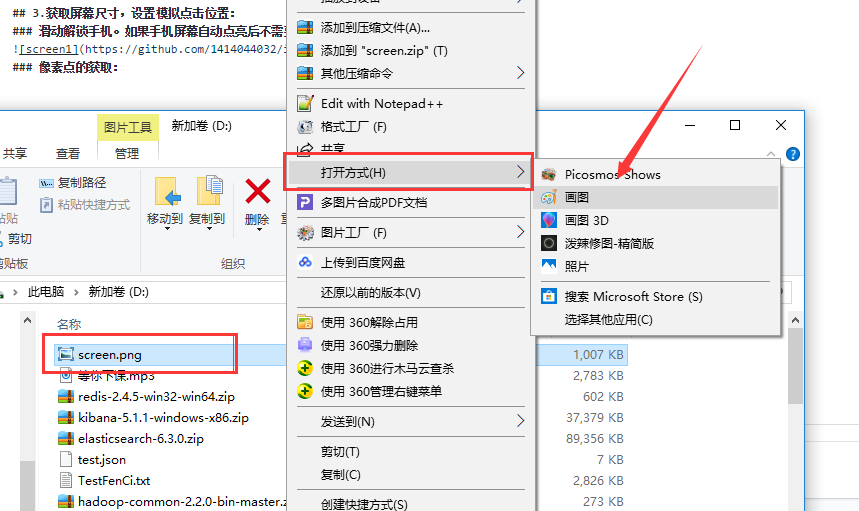 ## 3.获取屏幕尺寸，设置模拟点击位置：
### 滑动解锁手机。如果手机屏幕自动点亮后不需
![screen1](https://github.com/1414044032/
### 像素点的获取：
图片工具
新加卷 (D:)
共享
查看
管理
复制路径
粘贴快捷方式
剪切
移动到
复制到
删除
组织
此电脑
新加卷 (D:)
名称
screen.png
1,007 KB
等你下课.mp3
2,783 KB
redis-2.4.5-win32-win64.zip
602 KB
kibana-5.1.1-windows-x86.zip
37,379 KB
elasticsearch-6.3.0.zip
89,356 KB
test.json
7 KB
TestFenCi.txt
2,826 KB
hadoop-common-2.2.0-bin-master.z
273 KB
添加到压缩文件(A)...
添加到 "screen.zip" (T)
其他压缩命令
Edit with Notepad++
格式工厂 (F)
共享
打开方式(H)
多图片合成PDF文档
图片工厂 (F)
上传到百度网盘
还原以前的版本(V)
使用 360解除占用
使用 360强力删除
使用 360进行木马云查杀
使用 360管理右键菜单
发送到(N)
剪切(T)
复制(C)
创建快捷方式(S)
Picosmos Shows
画图
画图 3D
泼辣修图-精简版
照片
搜索 Microsoft Store (S)
选择其他应用(C)